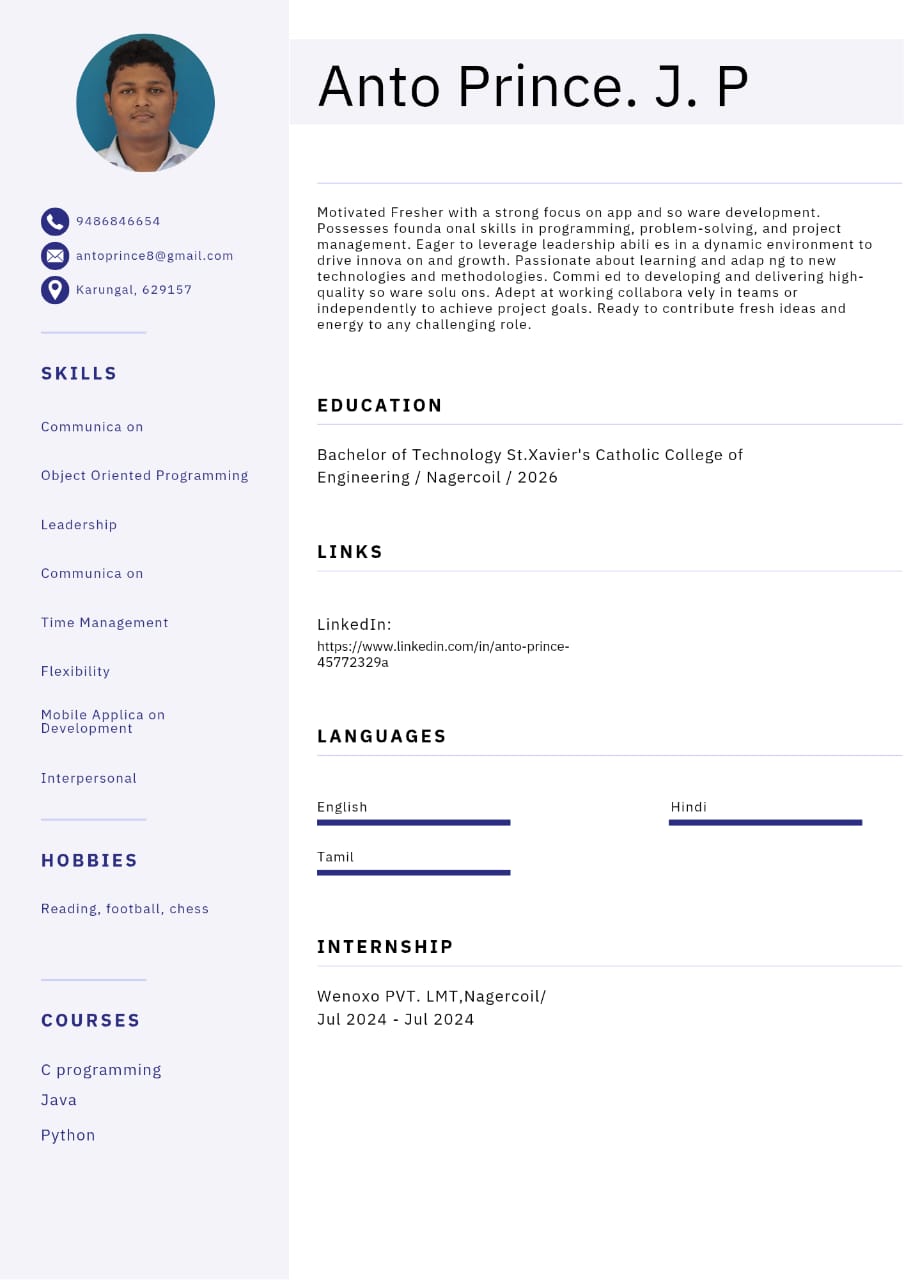 Anto Prince. J. P
9486846654
antoprince8@gmail.com
Karungal, 629157
SKILLS
Communica on
Object Oriented Programming
Leadership
Communica on
Time Management
Flexibility
Mobile Applica on
Development
Interpersonal
HOBBIES
Reading, football, chess
COURSES
C programming
Java
Python
Motivated Fresher with a strong focus on app and so ware development.
Possesses founda onal skills in programming, problem-solving, and project
management. Eager to leverage leadership abili es in a dynamic environment to
drive innova on and growth. Passionate about learning and adap ng to new
technologies and methodologies. Commi ed to developing and delivering high-
quality so ware solu ons. Adept at working collabora vely in teams or
independently to achieve project goals. Ready to contribute fresh ideas and
energy to any challenging role.
EDUCATION
Bachelor of Technology St.Xavier's Catholic College of
Engineering / Nagercoil / 2026
LINKS
LinkedIn:
https://www.linkedin.com/in/anto-prince-
45772329a
LANGUAGES
English
Hindi
Tamil
INTERNSHIP
Wenoxo PVT. LMT,Nagercoil/
Jul 2024 - Jul 2024